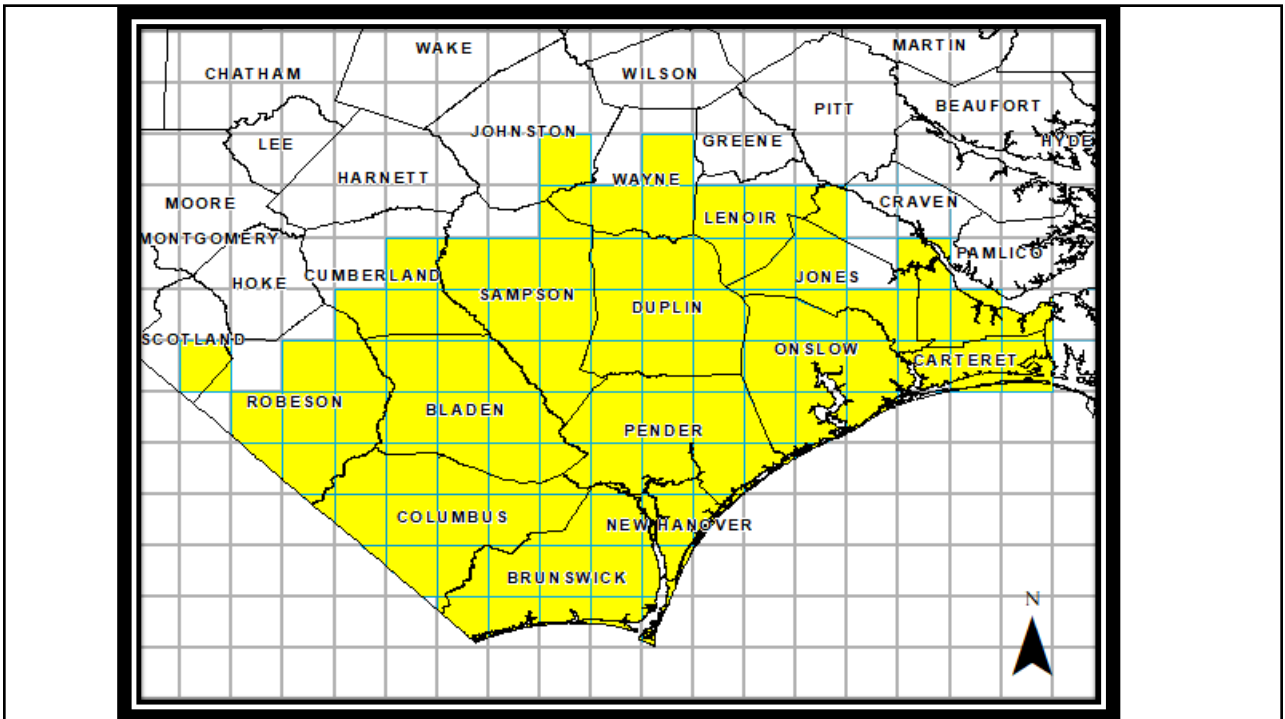 WAKE
MARTIN
CHATHAM
WILSON
PITT
BEAUFORT
JOHNSTON
LEE
GREENE
HYDE
HARNETT
WAYNE
MOORE
CRAVEN
LENOIR
MONTGOMERY
PAMLICO
CUMBERLAND
HOKE
JONES
SAMPSON
DUPLIN
SCOTLAND
ONSLOW
CARTERET
ROBESON
BLADEN
PENDER
COLUMBUS
NEW HANOVER
BRUNSWICK
N